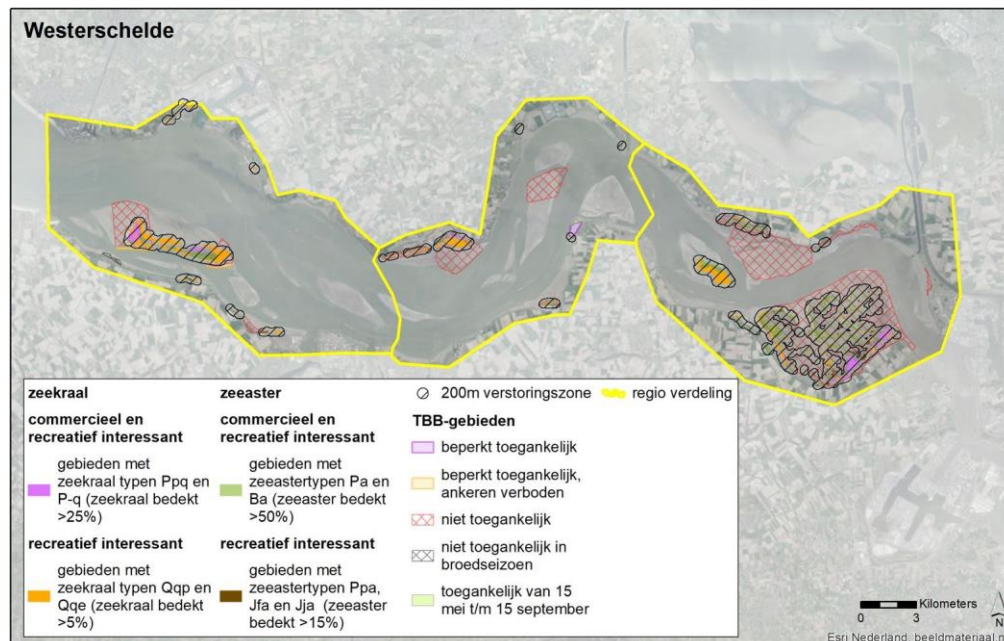 Westerschelde
zeekraal
commercieel en
recreatief interessant
gebieden met
zeekraal typen Ppq en
P-q (zeekraal bedekt
>25%)
recreatief interessant
gebieden met
zeekraal typen Qqp en
Qqe (zeekraal bedekt
>5%)
zeeaster
commercieel en
recreatief interessant
gebieden met
zeeastertypen Pa en
Ba (zeeaster bedekt
>50%)
recreatief interessant
gebieden met
zeeastertypen Ppa,
Jfa en Jja (zeeaster
bedekt >15%)
200m verstoringszone
regio verdeling
TBB-gebieden
beperkt toegankelijk
beperkt toegankelijk,
ankeren verboden
niet toegankelijk
niet toegankelijk in
broedseizoen
toegankelijk van 15
mei t/m 15 september
Kilometers
0 3
N
Esri Nederland, beeldmateriaal.n